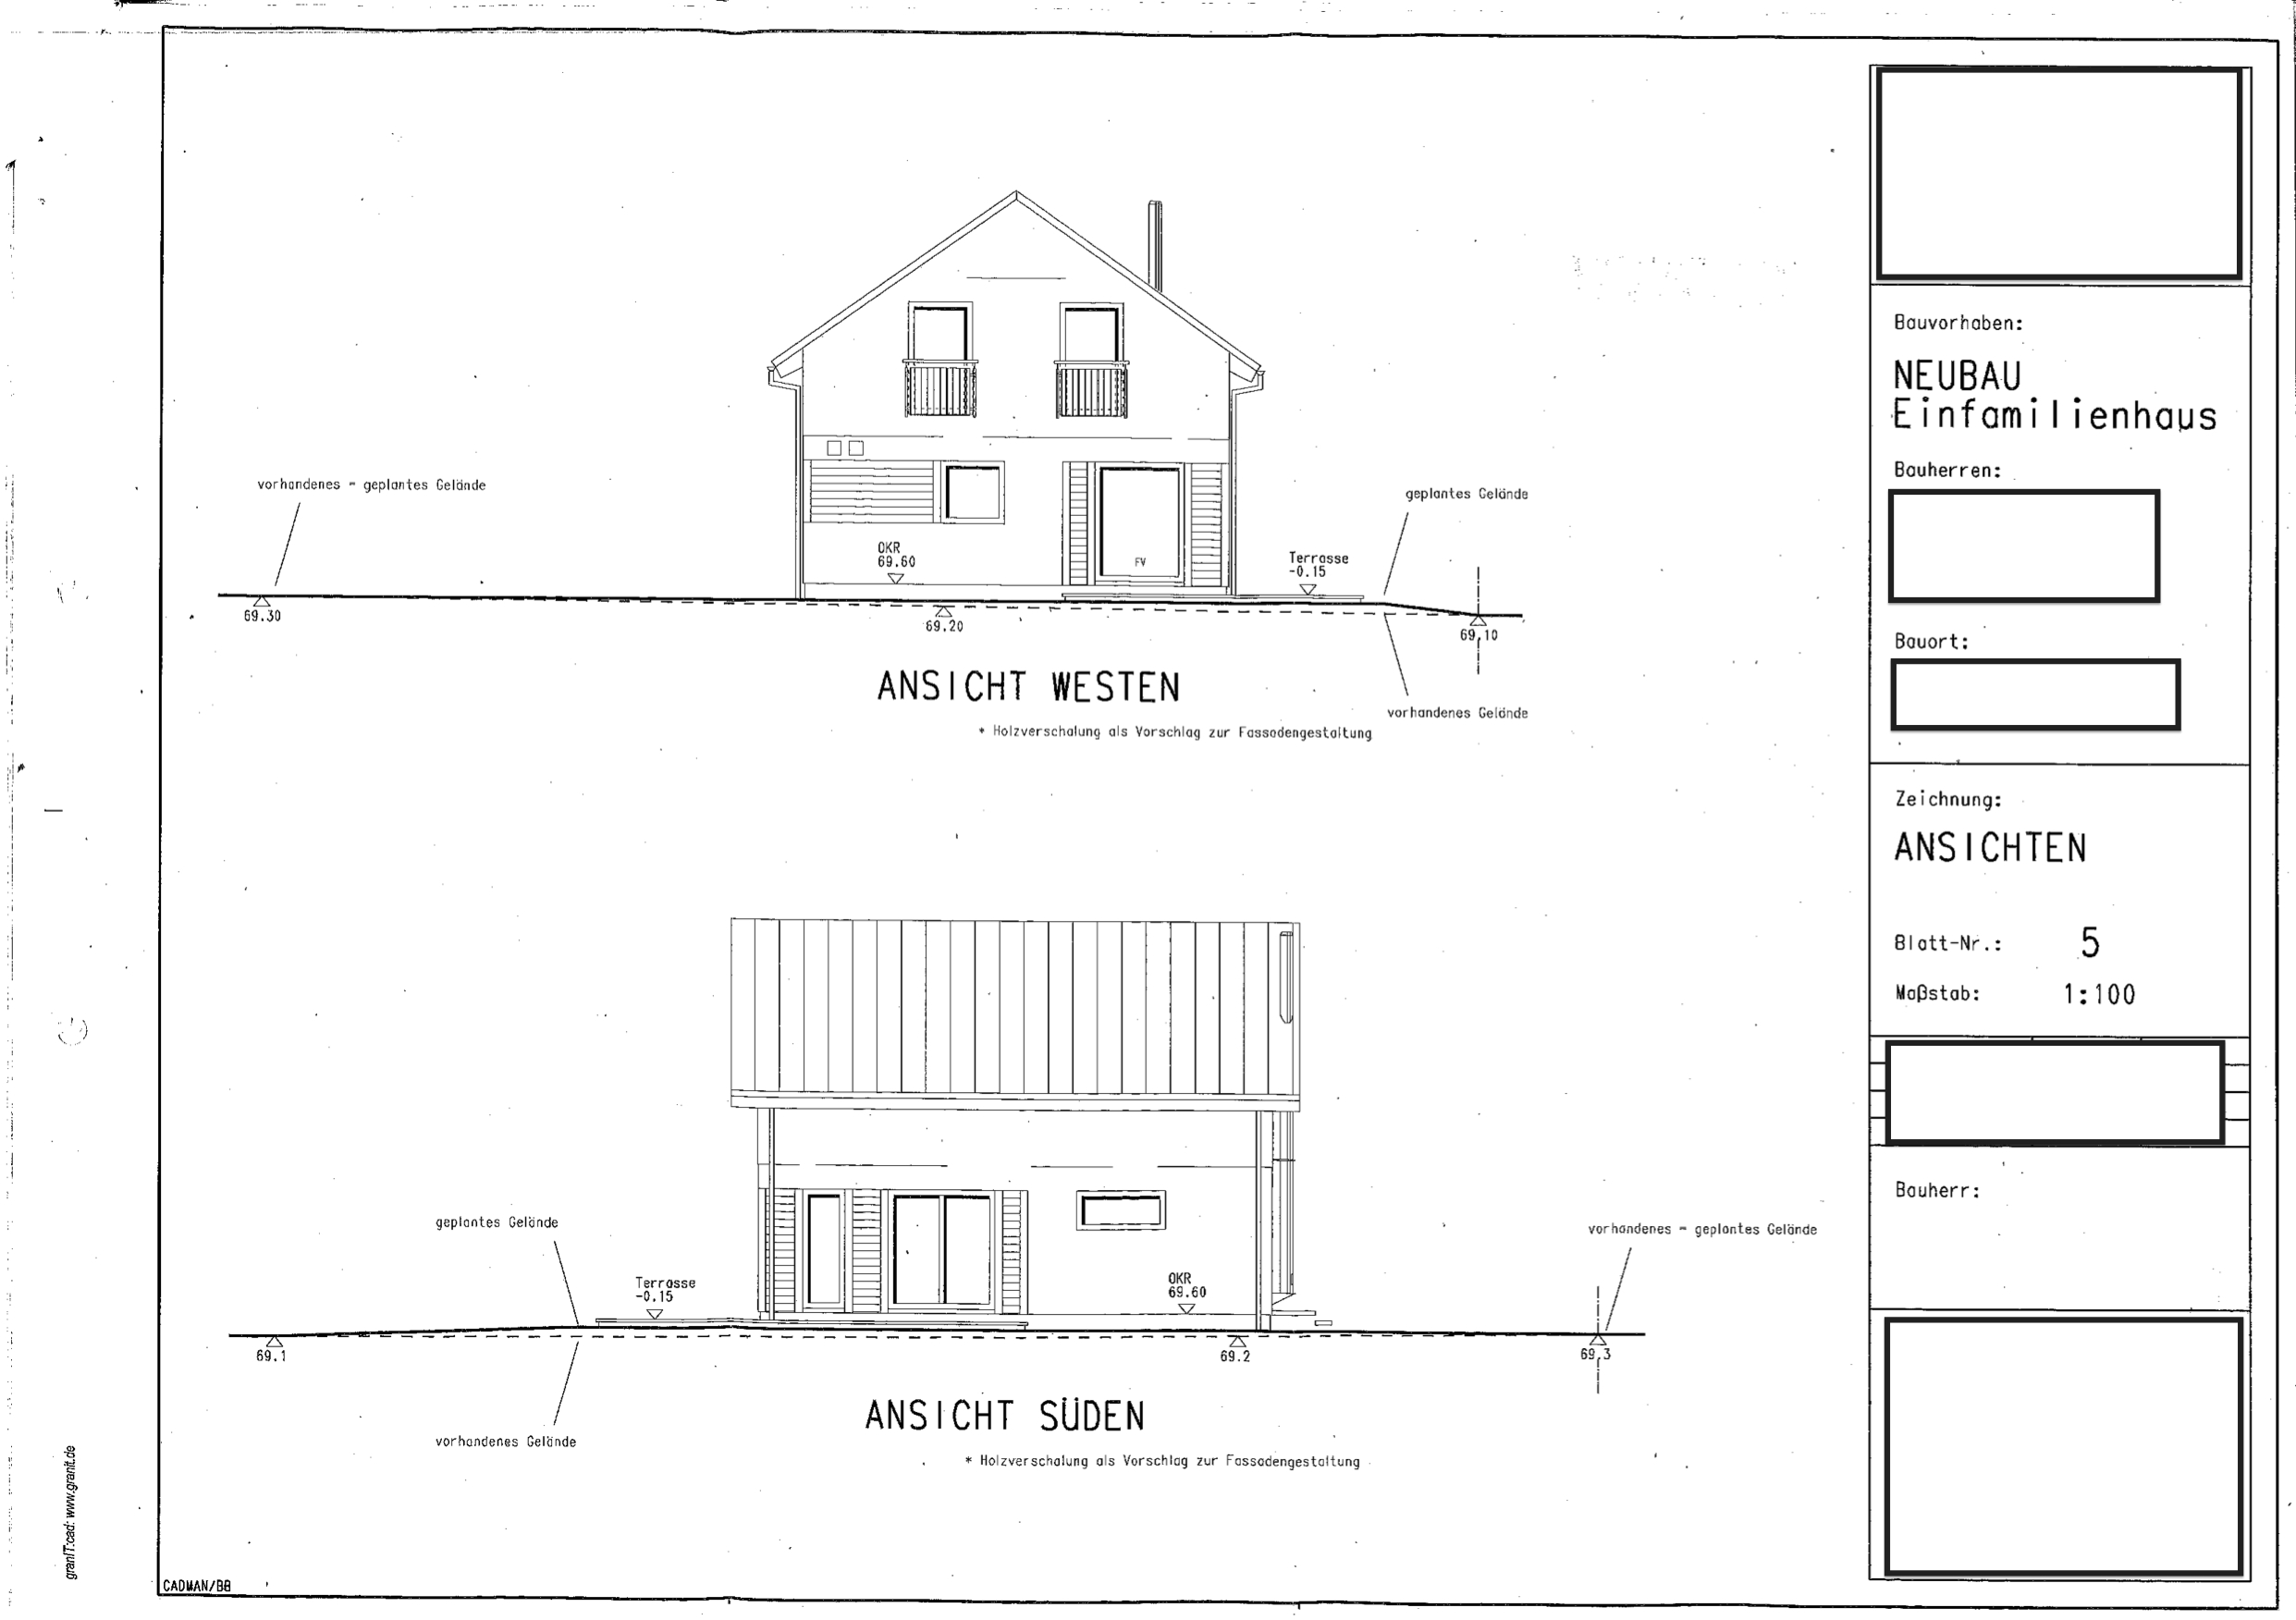 vorhandenes = geplantes Gelände
OKR
69.60
FV
Terrasse
-0.15
geplantes Gelände
69.30
69.20
69.10
vorhandenes Gelände
ANSICHT WESTEN
* Holzverschalung als Vorschlag zur Fassadengestaltung
geplantes Gelände
Terrasse
-0.15
OKR
69.60
vorhandenes = geplantes Gelände
69.1
69.2
69.3
vorhandenes Gelände
ANSICHT SÜDEN
* Holzverschalung als Vorschlag zur Fassadengestaltung
Bauvorhaben:
NEUBAU
Einfamilienhaus
Bauherren:
Bauort:
Zeichnung:
ANSICHTEN
Blatt-Nr.: 5
Maßstab: 1:100
Bauherr:
granIT:cad: www.granit.de
CADMAN/BB